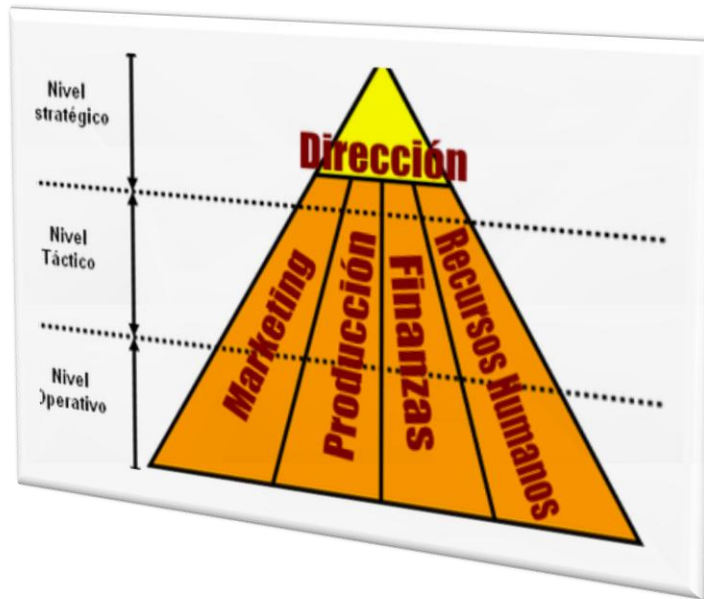 Nivel
stratégico
Dirección
Nivel
Táctico
Marketing
Producción
Finanzas
Recursos Humanos
Nivel
Operativo